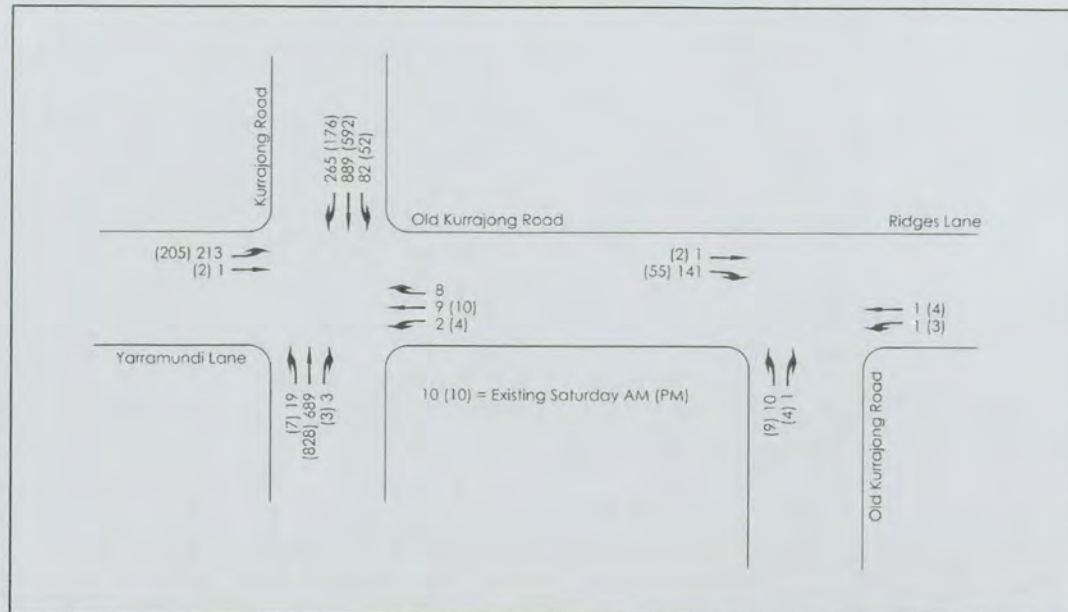 Kurrajong Road
265 (176)
889 (592)
82 (52)
Old Kurrajong Road
Ridges Lane
(205) 213
(2) 1
(2) 1
(55) 141
8
9 (10)
2 (4)
1 (4)
1 (3)
Yarramundi Lane
(7) 19
(828) 689
(3) 3
10 (10) = Existing Saturday AM (PM)
(9) 10
(4) 1
Old Kurrajong Road